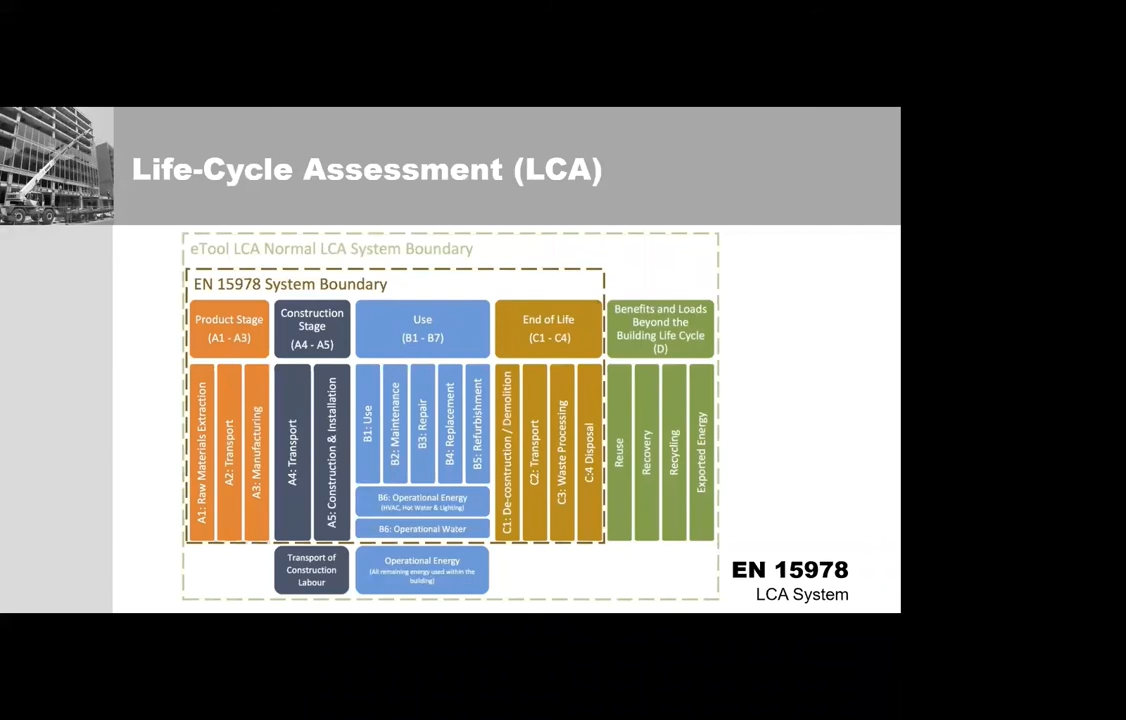 Life-Cycle Assessment (LCA)
eTool LCA Normal LCA System Boundary
EN 15978 System Boundary
Product Stage
(A1 - A3)
Construction
Stage
(A4 - A5)
Use
(B1 - B7)
End of Life
(C1 - C4)
Benefits and Loads
Beyond the
Building Life Cycle
(D)
A1: Raw Materials Extraction
A2: Transport
A3: Manufacturing
A4: Transport
A5: Construction & Installation
B1: Use
B2: Maintenance
B3: Repair
B4: Replacement
B5: Refurbishment
B6: Operational Energy
(HVAC, Hot Water & Lighting)
B6: Operational Water
C1: De-cosntruction / Demolition
C2: Transport
C3: Waste Processing
C:4 Disposal
Reuse
Recovery
Recycling
Exported Energy
Transport of
Construction
Labour
Operational Energy
(All remaining energy used within the
building)
EN 15978
LCA System